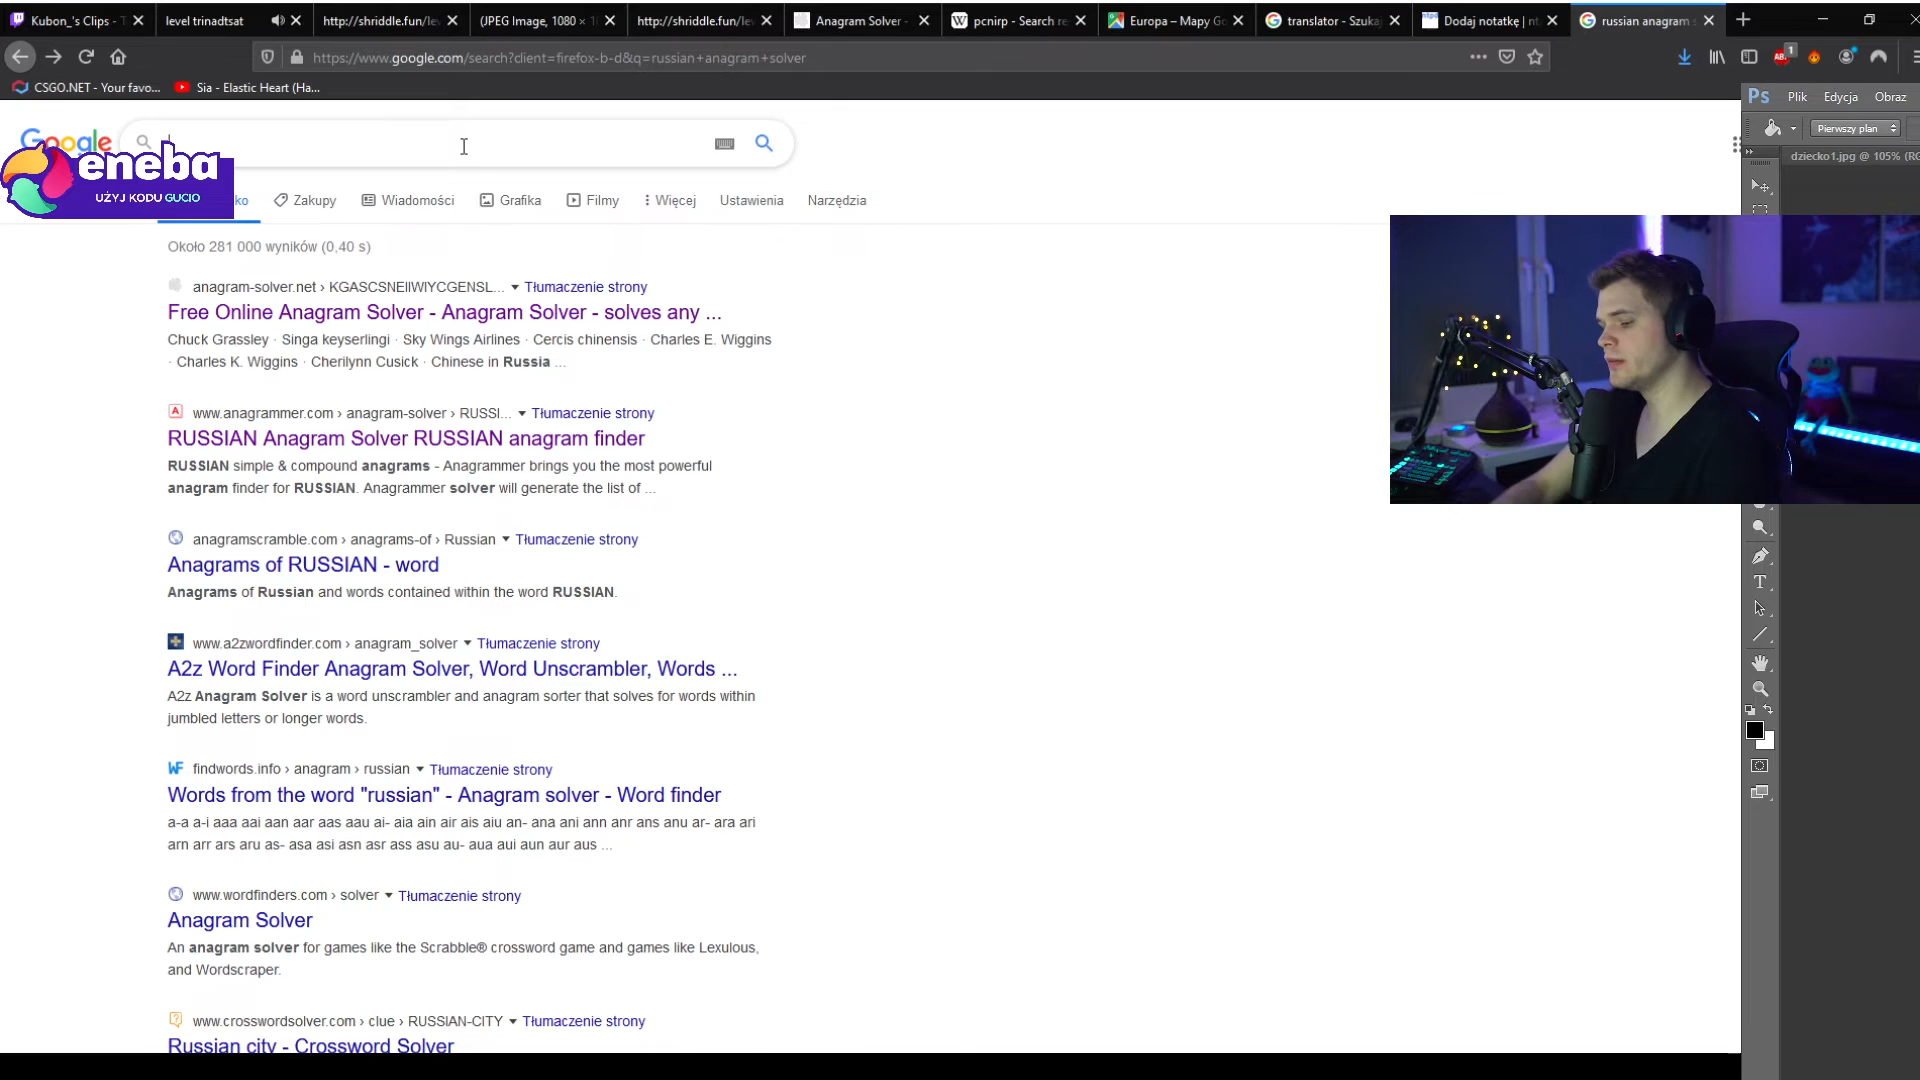 Kubon_'s Clips - T
level trinadtsat
http://shriddle.fun/lev
(JPEG Image, 1080 × 1
http://shriddle.fun/lev
Anagram Solver -
pcnirp - Search re
Europa – Mapy Go
translator - Szukaj
Dodaj notatkę | nt
russian anagram s
https://www.google.com/search?client=firefox-b-d&q=russian+anagram+solver
CSGO.NET - Your favo...
Sia - Elastic Heart (Ha...
Ps Plik Edycja Obraz
Pierwszy plan
dziecko1.jpg @ 105% (RG
Google
eneba
UŻYJ KODU GUCIO
ko
Zakupy
Wiadomości
Grafika
Filmy
Więcej
Ustawienia
Narzędzia
Około 281 000 wyników (0,40 s)
anagram-solver.net › KGASCSNEIIWIYCGENSL... Tłumaczenie strony
Free Online Anagram Solver - Anagram Solver - solves any ...
Chuck Grassley · Singa keyserlingi · Sky Wings Airlines · Cercis chinensis · Charles E. Wiggins
· Charles K. Wiggins · Cherilynn Cusick · Chinese in Russia ...
www.anagrammer.com › anagram-solver › RUSSI... Tłumaczenie strony
RUSSIAN Anagram Solver RUSSIAN anagram finder
RUSSIAN simple & compound anagrams - Anagrammer brings you the most powerful
anagram finder for RUSSIAN. Anagrammer solver will generate the list of ...
anagramscramble.com › anagrams-of › Russian Tłumaczenie strony
Anagrams of RUSSIAN - word
Anagrams of Russian and words contained within the word RUSSIAN.
www.a2zwordfinder.com › anagram_solver Tłumaczenie strony
A2z Word Finder Anagram Solver, Word Unscrambler, Words ...
A2z Anagram Solver is a word unscrambler and anagram sorter that solves for words within
jumbled letters or longer words.
WF findwords.info › anagram › russian Tłumaczenie strony
Words from the word "russian" - Anagram solver - Word finder
a-a a-i aaa aai aan aar aas aau ai- aia ain air ais aiu an- ana ani ann anr ans anu ar- ara ari
arn arr ars aru as- asa asi asn asr ass asu au- aua aui aun aur aus ...
www.wordfinders.com › solver Tłumaczenie strony
Anagram Solver
An anagram solver for games like the Scrabble® crossword game and games like Lexulous,
and Wordscraper.
www.crosswordsolver.com › clue › RUSSIAN-CITY Tłumaczenie strony
Russian city - Crossword Solver